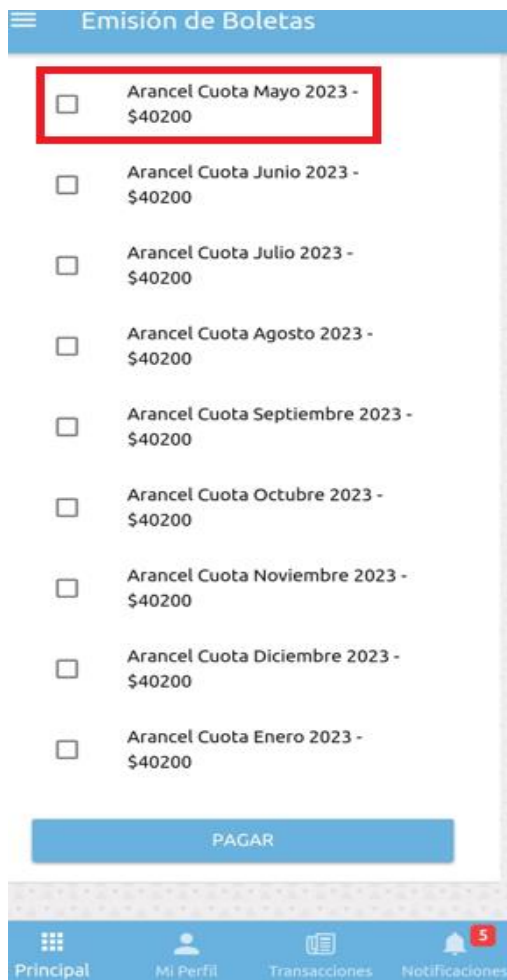 Emisión de Boletas
Arancel Cuota Mayo 2023 -
$40200
Arancel Cuota Junio 2023 -
$40200
Arancel Cuota Julio 2023 -
$40200
Arancel Cuota Agosto 2023 -
$40200
Arancel Cuota Septiembre 2023 -
$40200
Arancel Cuota Octubre 2023 -
$40200
Arancel Cuota Noviembre 2023 -
$40200
Arancel Cuota Diciembre 2023 -
$40200
Arancel Cuota Enero 2023 -
$40200
PAGAR
5
Principal Mi Perfil Transacciones Notificaciones